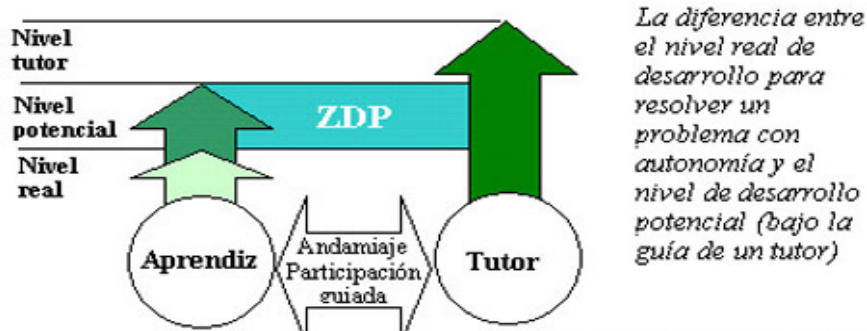 Nivel
tutor
Nivel
potencial
Nivel
real
ZDP
Aprendiz
Andamiaje
Participación
guiada
Tutor
La diferencia entre
el nivel real de
desarrollo para
resolver un
problema con
autonomía y el
nivel de desarrollo
potencial (bajo la
guía de un tutor)